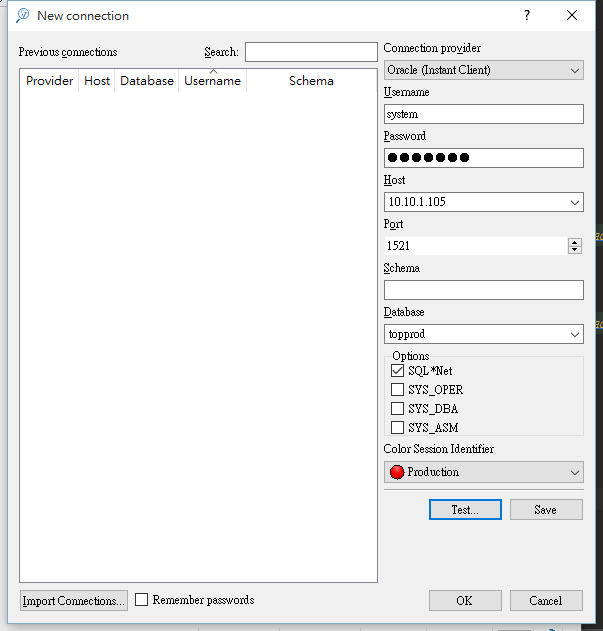 New connection
?
Previous connections
Search:
Provider Host Database Username Schema
Connection provider
Oracle (Instant Client)
Username
system
Password
●●●●●●●
Host
10.10.1.105
Port
1521
Schema
Database
topprod
Options
SQL*Net
SYS_OPER
SYS_DBA
SYS_ASM
Color Session Identifier
Production
Test... Save
Import Connections... Remember passwords
OK Cancel